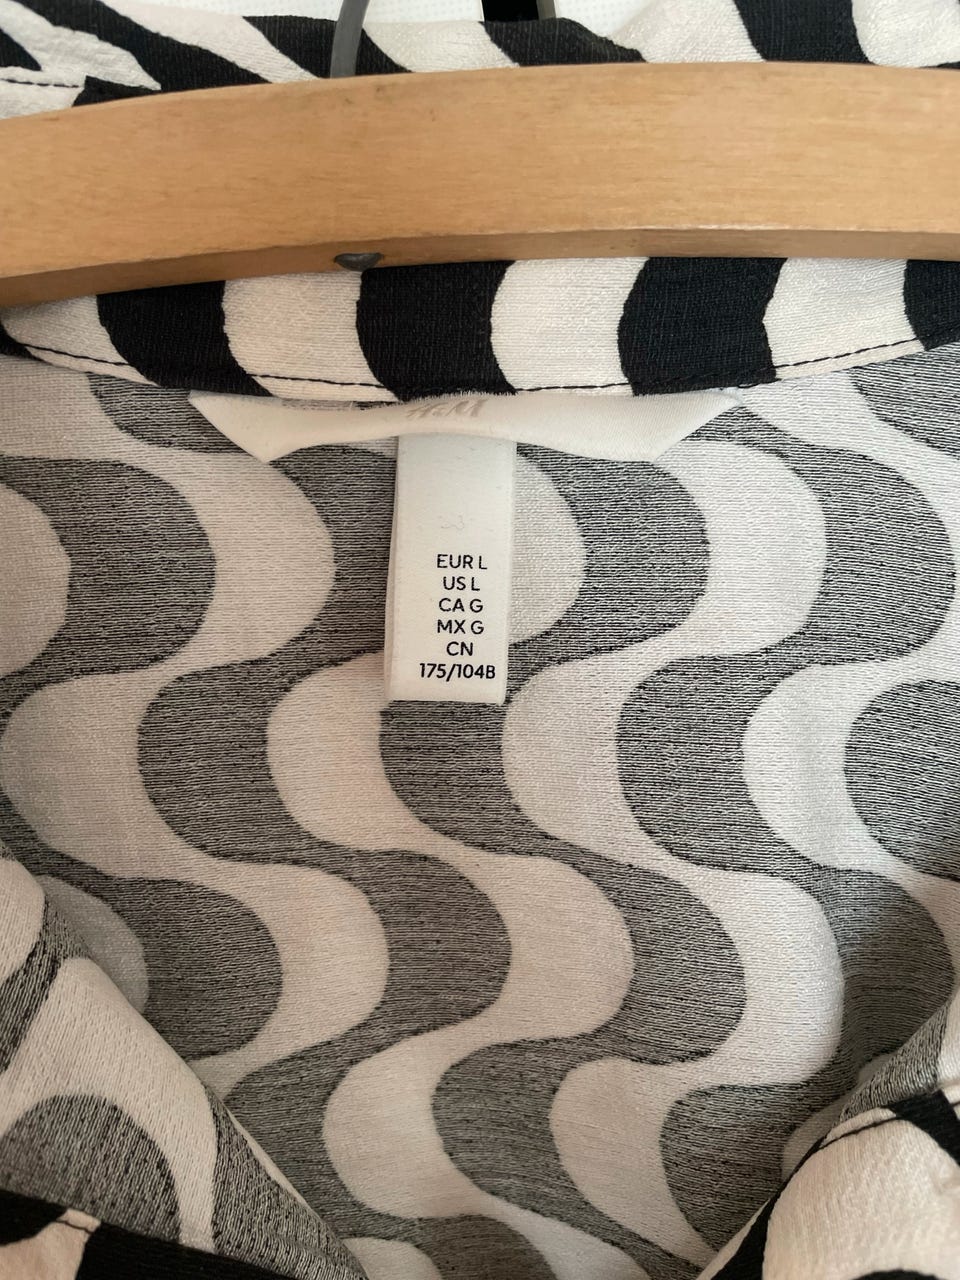 H&M
EUR L
US L
CA G
MX G
CN
175/104B